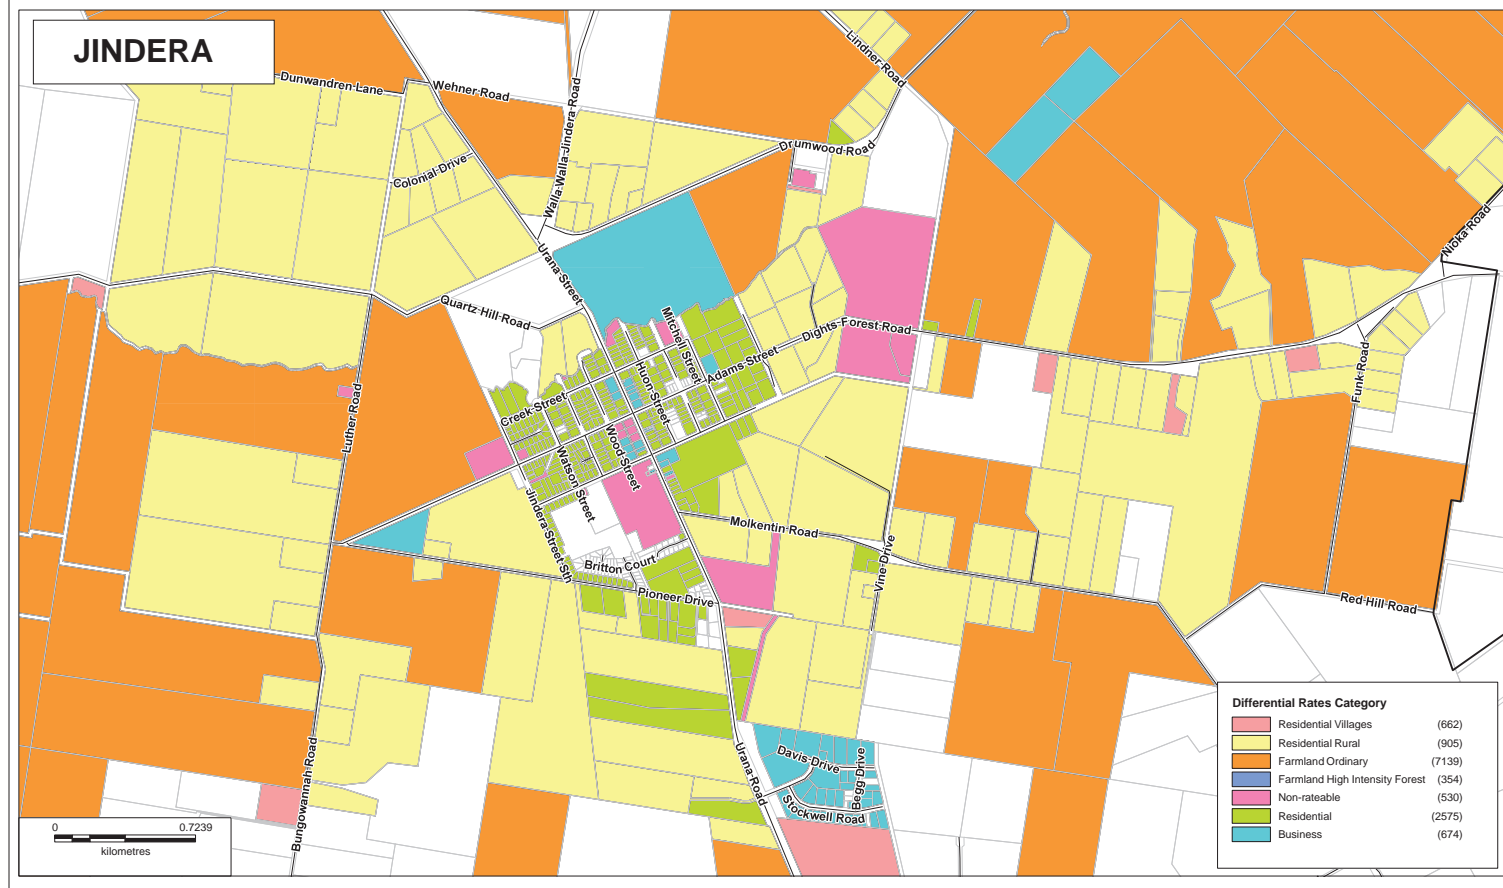 JINDERA
Lindner Road
Dunwandren Lane
Wehner Road
Walla Walla Jindera Road
Drumwood Road
Colonial Drive
Nioka Road
Urana Street
Quartz Hill Road
Mitchell Street
Dights Forest Road
Adams Street
Huon Street
Funk Road
Luther Road
Creek Street
Wood Street
Watson Street
Jindera Street Sth
Molkentin Road
Vine Drive
Britton Court
Pioneer Drive
Red Hill Road
Urana Road
Davis Drive
Begg Drive
Stockwell Road
Bungowannah Road
Differential Rates Category
Residential Villages (662)
Residential Rural (905)
Farmland Ordinary (7139)
Farmland High Intensity Forest (354)
Non-rateable (530)
Residential (2575)
Business (674)
0 0.7239
kilometres